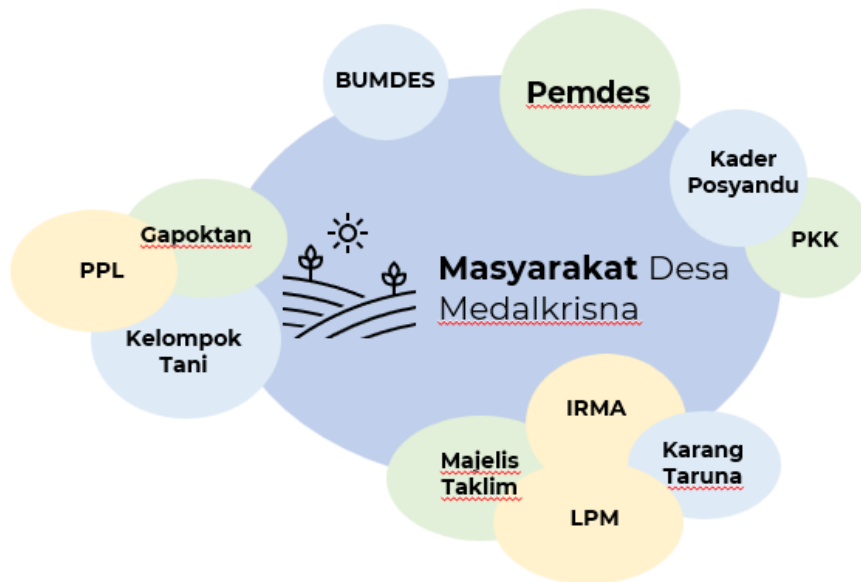 BUMDES
Pemdes
Kader
Posyandu
PKK
Gapoktan
PPL
Kelompok
Tani
Masyarakat Desa
Medalkrisna
IRMA
Karang
Taruna
Majelis
Taklim
LPM